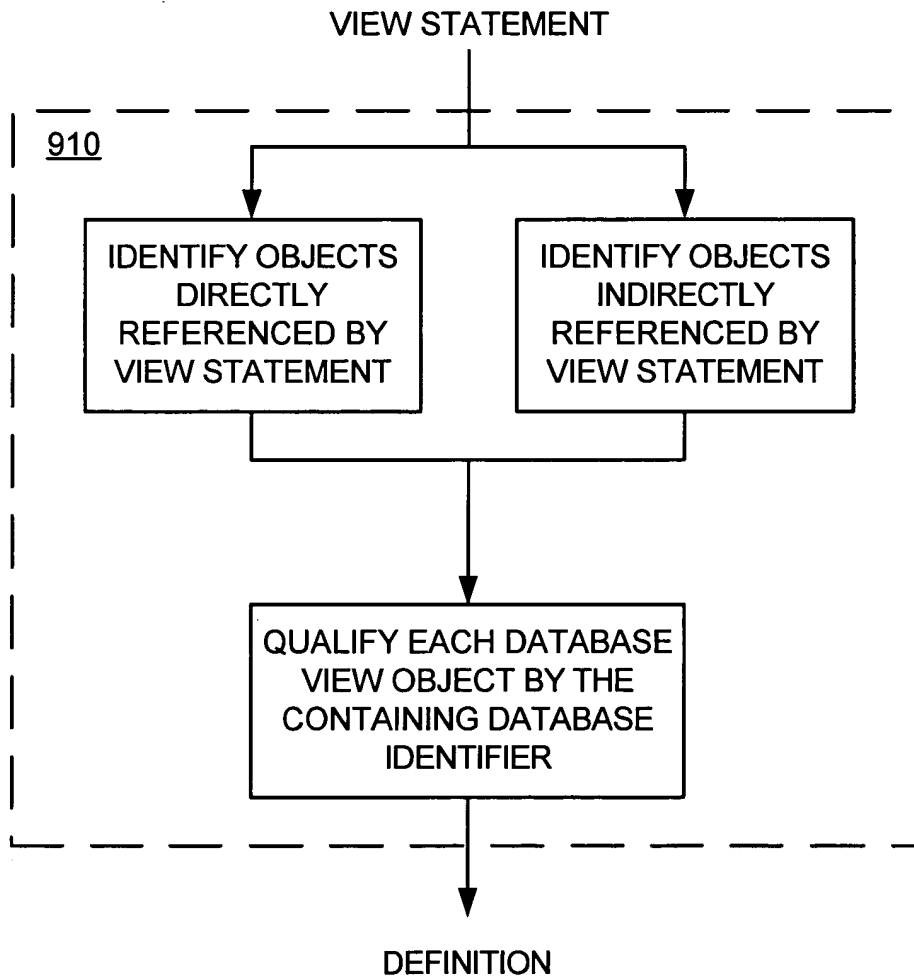 VIEW STATEMENT
910
IDENTIFY OBJECTS
DIRECTLY
REFERENCED BY
VIEW STATEMENT
IDENTIFY OBJECTS
INDIRECTLY
REFERENCED BY
VIEW STATEMENT
QUALIFY EACH DATABASE
VIEW OBJECT BY THE
CONTAINING DATABASE
IDENTIFIER
DEFINITION